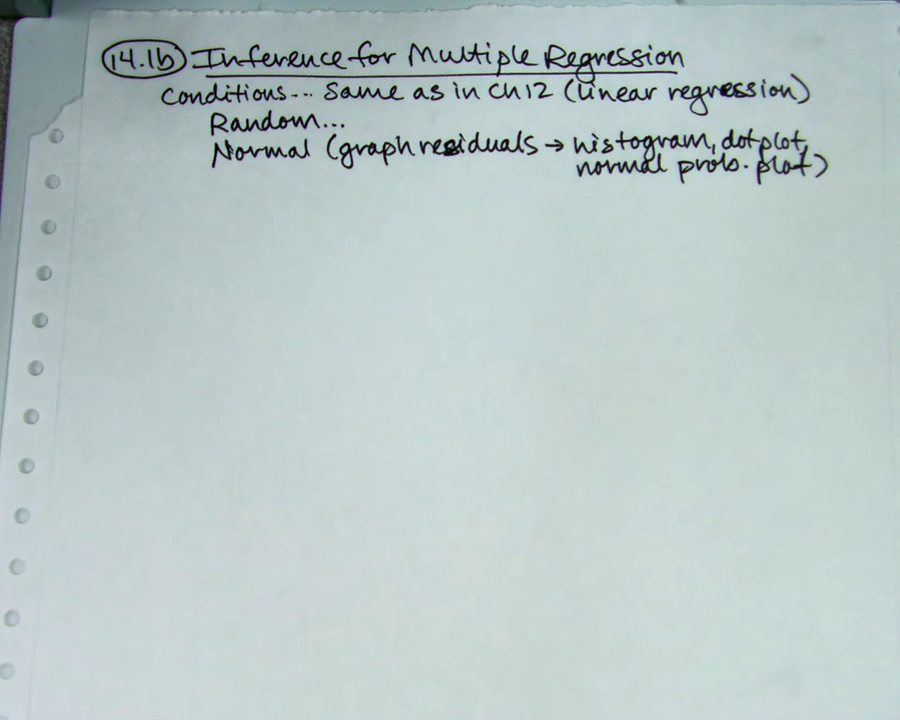 14.1b Inference for Multiple Regression
Conditions... Same as in Ch12 (linear regression)
Random...
Normal (graph residuals → histogram, dotplot,
normal prob. plot)